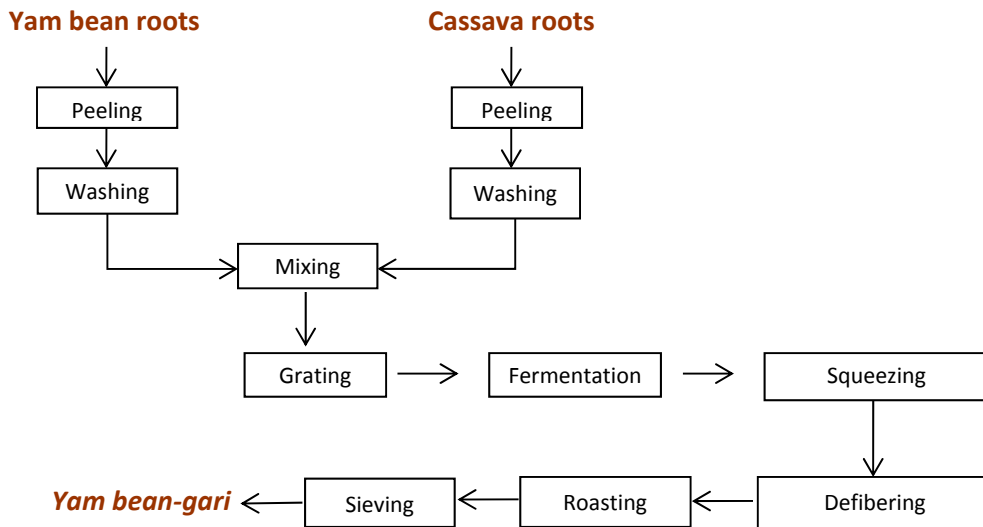 Yam bean roots
Cassava roots
Peeling
Peeling
Washing
Washing
Mixing
Grating
Fermentation
Squeezing
Yam bean-gari
Sieving
Roasting
Defibering